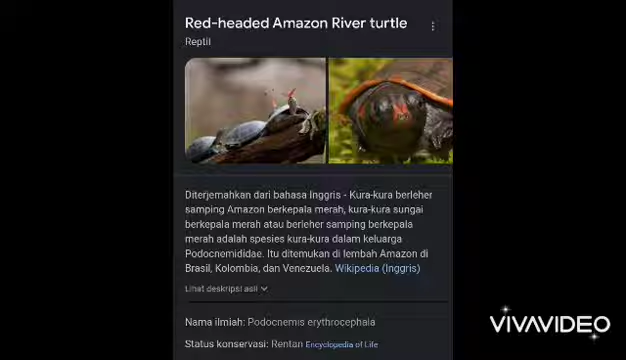 Red-headed Amazon River turtle
Reptil
Diterjemahkan dari bahasa Inggris - Kura-kura berleher
samping Amazon berkepala merah, kura-kura sungai
berkepala merah atau berleher samping berkepala
merah adalah spesies kura-kura dalam keluarga
Podocnemididae. Itu ditemukan di lembah Amazon di
Brasil, Kolombia, dan Venezuela. Wikipedia (Inggris)
Lihat deskripsi asli
Nama ilmiah: Podocnemis erythrocephala
Status konservasi: Rentan Encyclopedia of Life
VIVAVIDEO